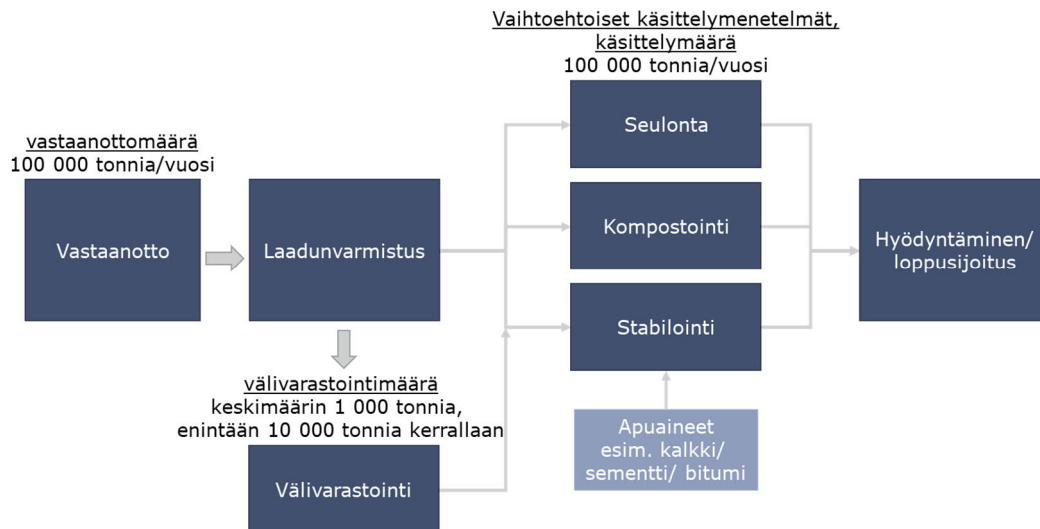 Vaihtoehtoiset käsittelymenetelmät,
käsittelymäärä
100 000 tonnia/vuosi
vastaanottomäärä
100 000 tonnia/vuosi
Vastaanotto
Laadunvarmistus
Seulonta
Kompostointi
Stabilointi
Hyödyntäminen/
loppusijoitus
välivarastointimäärä
keskimäärin 1 000 tonnia,
enintään 10 000 tonnia kerrallaan
Välivarastointi
Apuaineet
esim. kalkki/
sementti/ bitumi